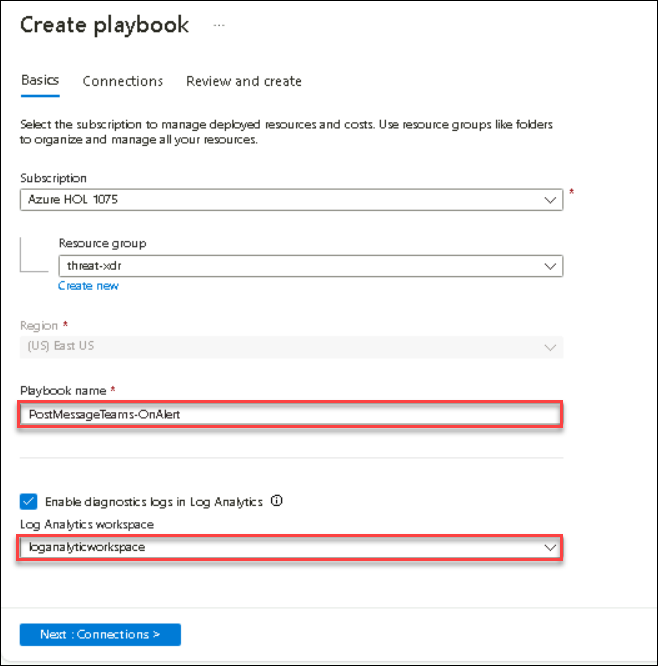 Create playbook ...
Basics Connections Review and create
Select the subscription to manage deployed resources and costs. Use resource groups like folders
to organize and manage all your resources.
Subscription
Azure HOL 1075 *
Resource group
threat-xdr
Create new
Region *
(US) East US
Playbook name *
PostMessageTeams-OnAlert
Enable diagnostics logs in Log Analytics
Log Analytics workspace
loganalyticworkspace
Next : Connections >